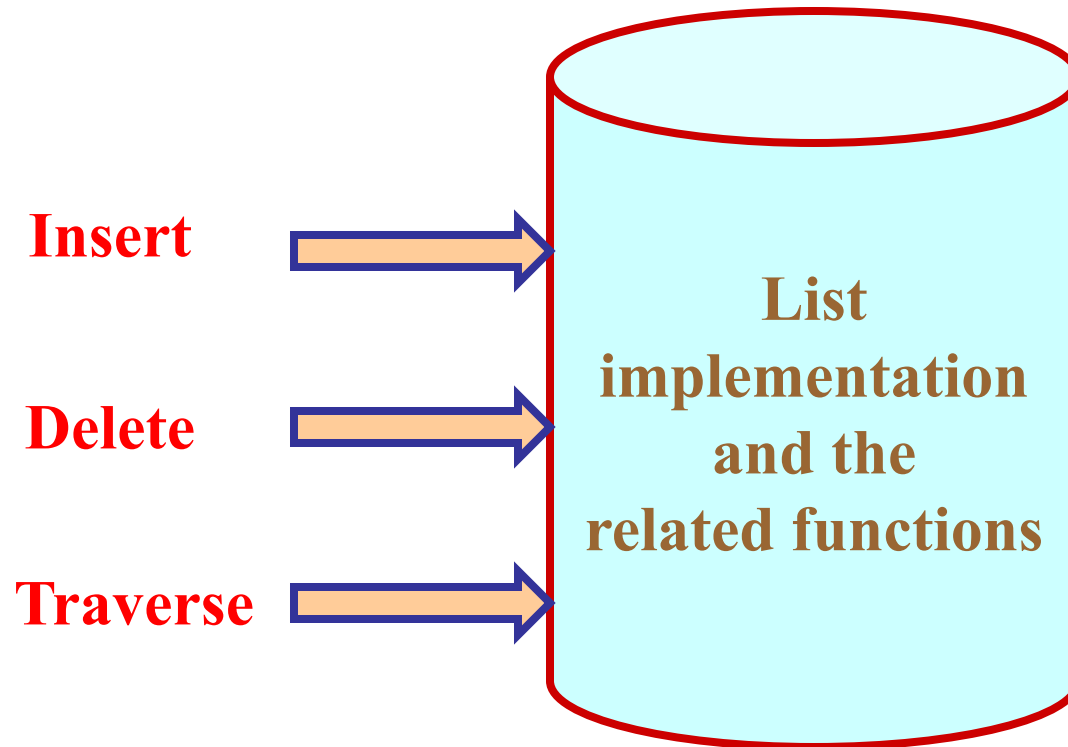 Insert
Delete
Traverse
List
implementation
and the
related functions